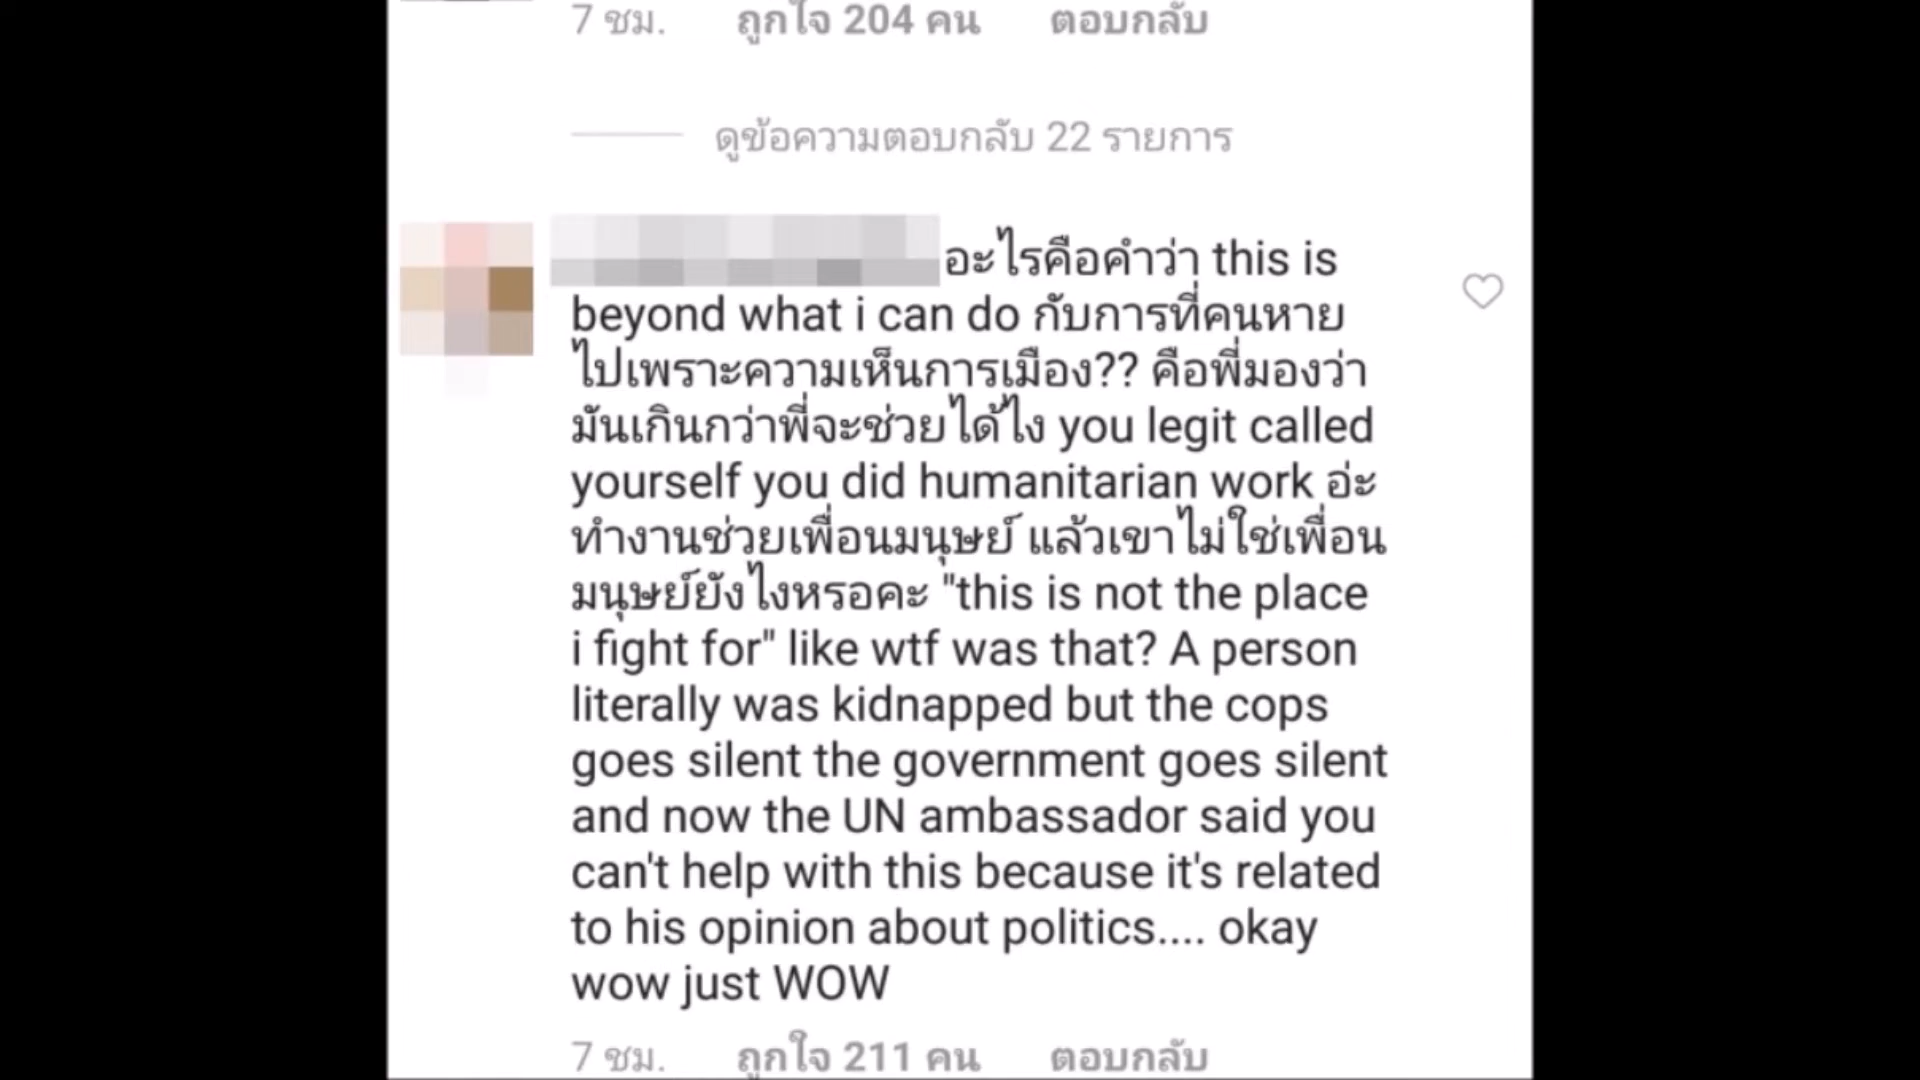 7 ชม. ถูกใจ 204 คน ตอบกลับ
ดูข้อความตอบกลับ 22 รายการ
อะไรคือคำว่า this is
beyond what i can do กับการที่คนหาย
ไปเพราะความเห็นการเมือง?? คือพี่มองว่า
มันเกินกว่าพี่จะช่วยได้ไง you legit called
yourself you did humanitarian work อ่ะ
ทำงานช่วยเพื่อนมนุษย์ แล้วเขาไม่ใช่เพื่อน
มนุษย์ยังไงหรอคะ "this is not the place
i fight for" like wtf was that? A person
literally was kidnapped but the cops
goes silent the government goes silent
and now the UN ambassador said you
can't help with this because it's related
to his opinion about politics.... okay
wow just WOW
7 ชม. ถูกใจ 211 คน ตอบกลับ